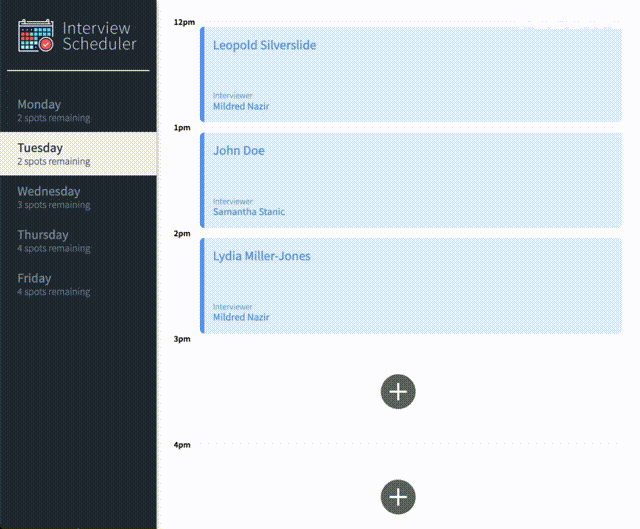 Interview
Scheduler
Monday
2 spots remaining
Tuesday
2 spots remaining
Wednesday
3 spots remaining
Thursday
4 spots remaining
Friday
4 spots remaining
12pm
Leopold Silverslide
Interviewer
Mildred Nazir
1pm
John Doe
Interviewer
Samantha Stanic
2pm
Lydia Miller-Jones
Interviewer
Mildred Nazir
3pm
4pm